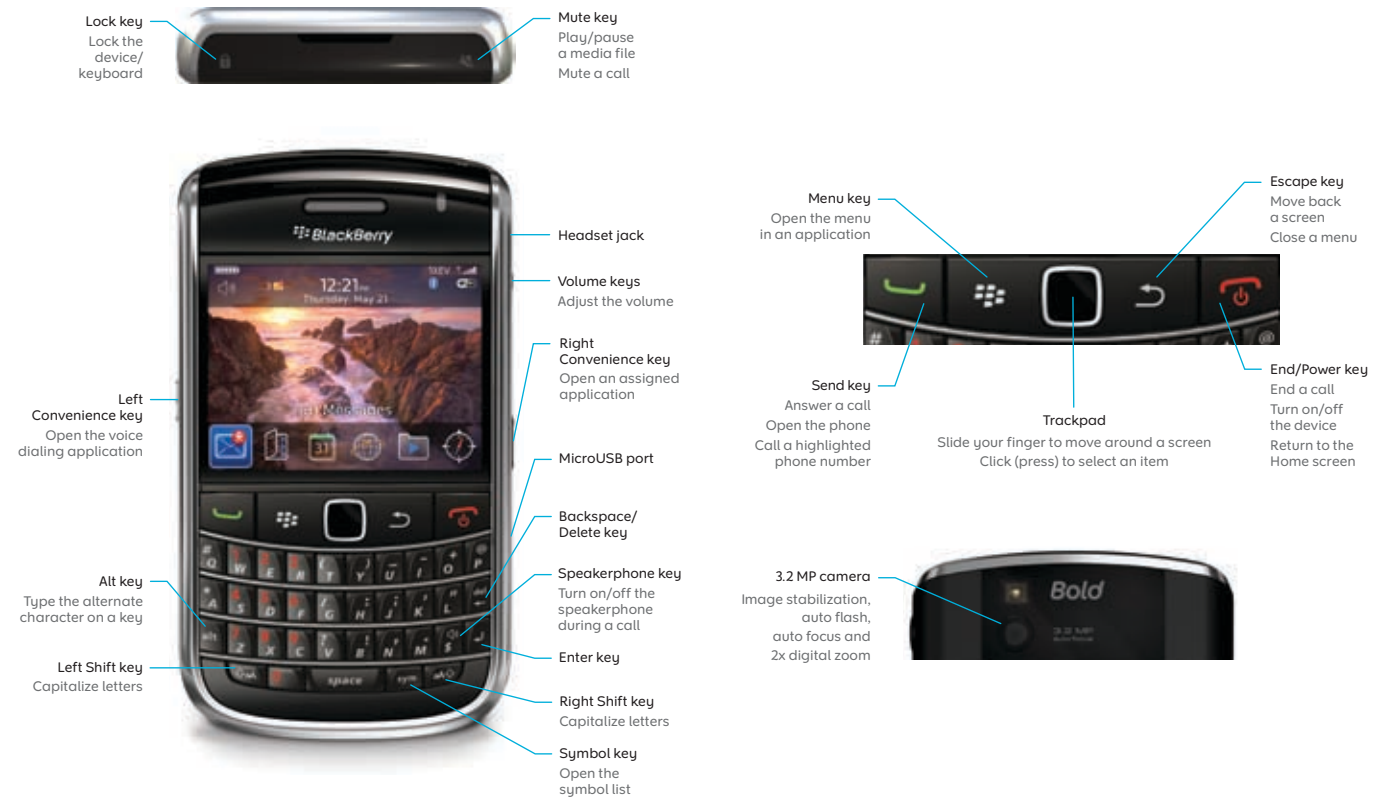 Lock key
Lock the
device/
keyboard
Mute key
Play/pause
a media file
Mute a call
BlackBerry
12:21
Thursday, May 21
31
Headset jack
Volume keys
Adjust the volume
Right
Convenience key
Open an assigned
application
Left
Convenience key
Open the voice
dialing application
MicroUSB port
Backspace/
Delete key
Speakerphone key
Turn on/off the
speakerphone
during a call
Alt key
Type the alternate
character on a key
Enter key
Left Shift key
Capitalize letters
Right Shift key
Capitalize letters
Symbol key
Open the
symbol list
Q W E R T Y U I O P
A S D F G H J K L
alt Z X C V B N M $
space sym
Menu key
Open the menu
in an application
Escape key
Move back
a screen
Close a menu
# @
Send key
Answer a call
Open the phone
Call a highlighted
phone number
Trackpad
Slide your finger to move around a screen
Click (press) to select an item
End/Power key
End a call
Turn on/off
the device
Return to the
Home screen
3.2 MP camera
Image stabilization,
auto flash,
auto focus and
2x digital zoom
Bold
3.2 MP